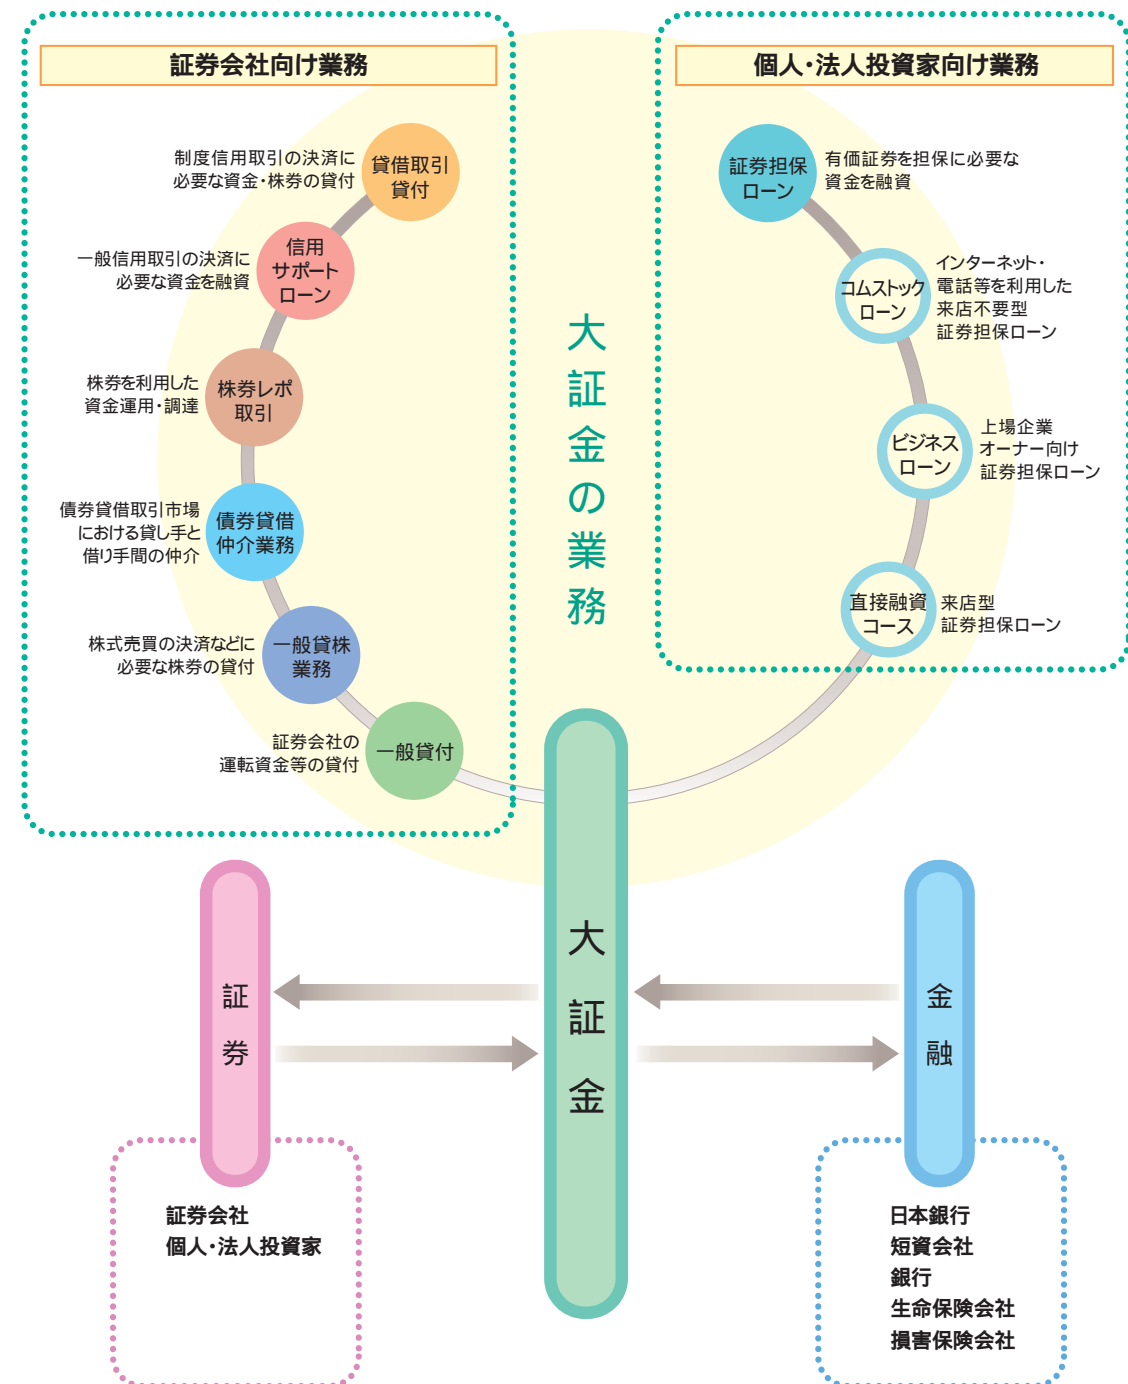 証券会社向け業務
制度信用取引の決済に
必要な資金・株券の貸付
貸借取引
貸付
一般信用取引の決済に
必要な資金を融資
信用
サポート
ローン
株券を利用した
資金運用・調達
株券レポ
取引
債券貸借取引市場
における貸し手と
借り手間の仲介
債券貸借
仲介業務
株式売買の決済などに
必要な株券の貸付
一般貸株
業務
証券会社の
運転資金等の貸付
一般貸付
大証金の業務
個人・法人投資家向け業務
証券担保
ローン
有価証券を担保に必要な
資金を融資
コムストック
ローン
インターネット・
電話等を利用した
来店不要型
証券担保ローン
ビジネス
ローン
上場企業
オーナー向け
証券担保ローン
直接融資
コース
来店型
証券担保ローン
証券
大証金
金融
証券会社
個人・法人投資家
日本銀行
短資会社
銀行
生命保険会社
損害保険会社